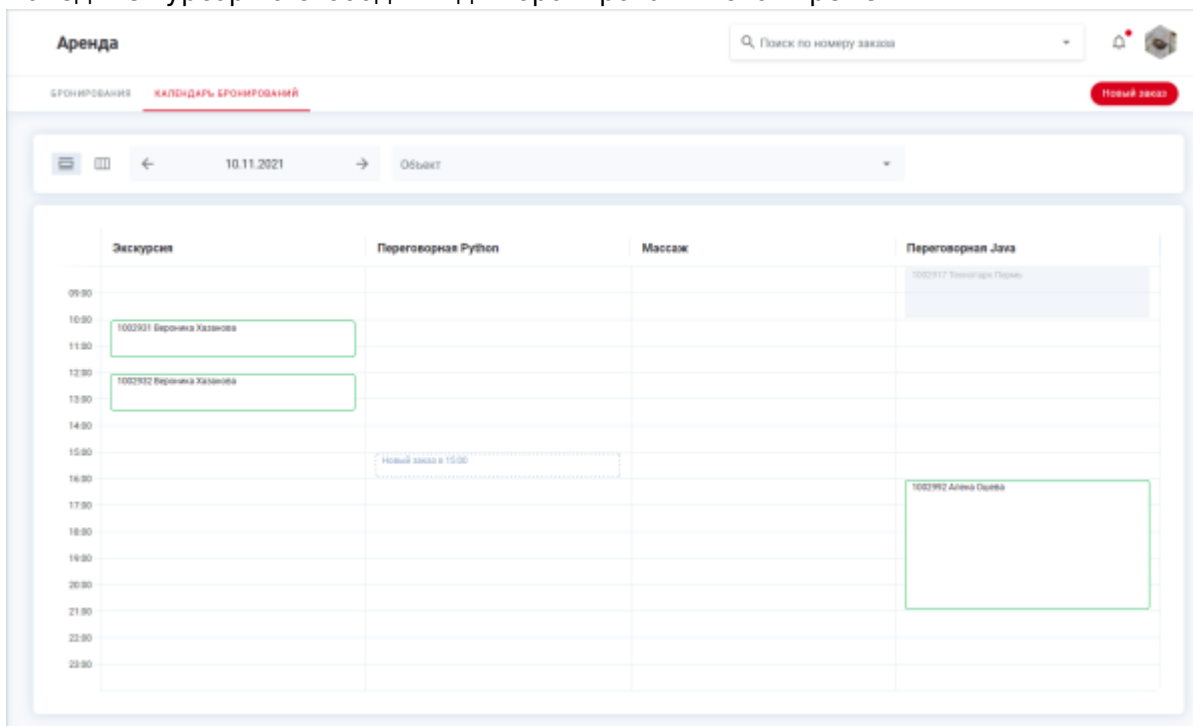 Аренда
Поиск по номеру заказа
БРОНИРОВАНИЯ КАЛЕНДАРЬ БРОНИРОВАНИЙ
Новый заказ
10.11.2021
Объект
Экскурсия Переговорная Python Массаж Переговорная Java
1002917 Технопарк Пермь
09:00
10:00
1002931 Вероника Хазанова
11:00
12:00
1002932 Вероника Хазанова
13:00
14:00
15:00
Новый заказ в 15:00
16:00
1002992 Алена
17:00
18:00
19:00
20:00
21:00
22:00
23:00